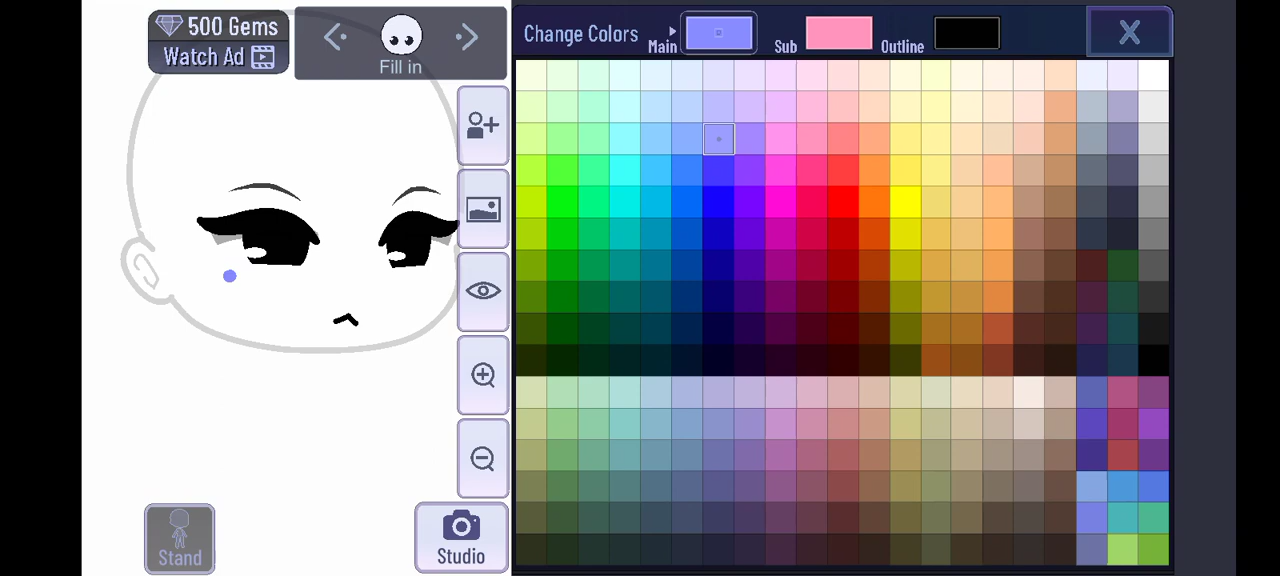 500 Gems
Watch Ad
Fill in
Change Colors
Main
Sub
Outline
X
Stand
Studio